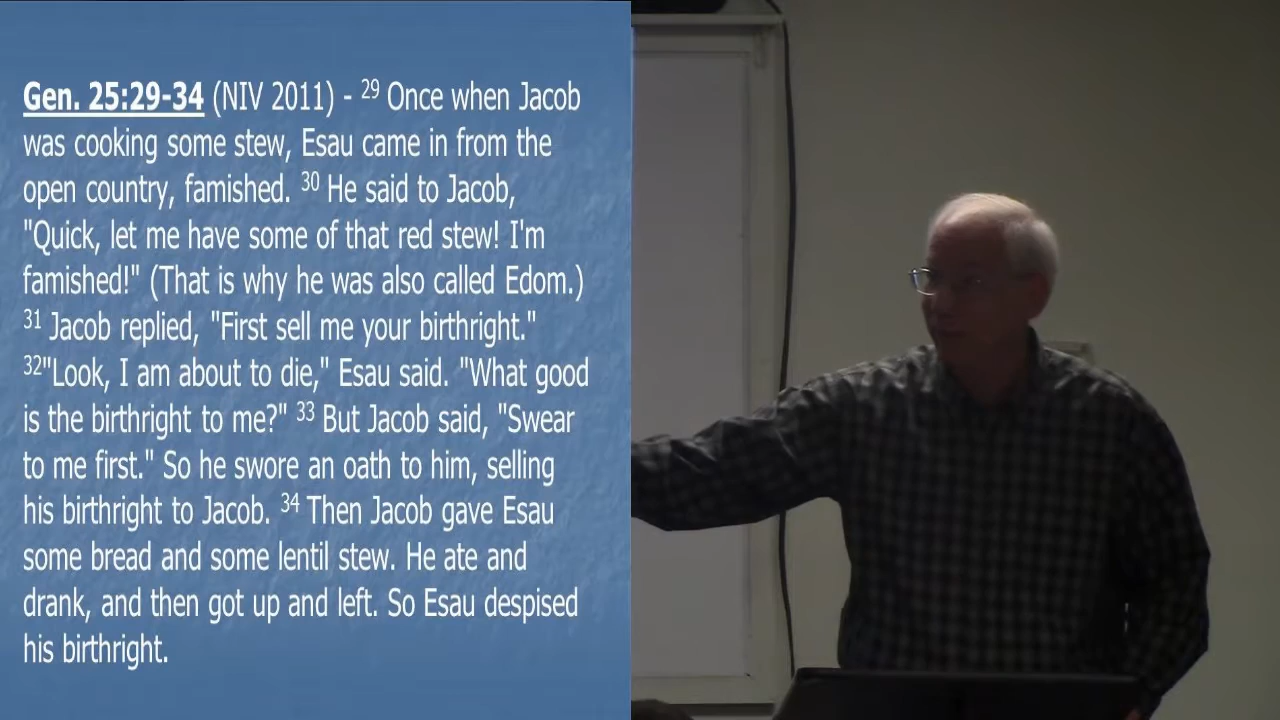 Gen. 25:29-34 (NIV 2011) - 29 Once when Jacob
was cooking some stew, Esau came in from the
open country, famished. 30 He said to Jacob,
"Quick, let me have some of that red stew! I'm
famished!" (That is why he was also called Edom.)
31 Jacob replied, "First sell me your birthright."
32"Look, I am about to die," Esau said. "What good
is the birthright to me?" 33 But Jacob said, "Swear
to me first." So he swore an oath to him, selling
his birthright to Jacob. 34 Then Jacob gave Esau
some bread and some lentil stew. He ate and
drank, and then got up and left. So Esau despised
his birthright.